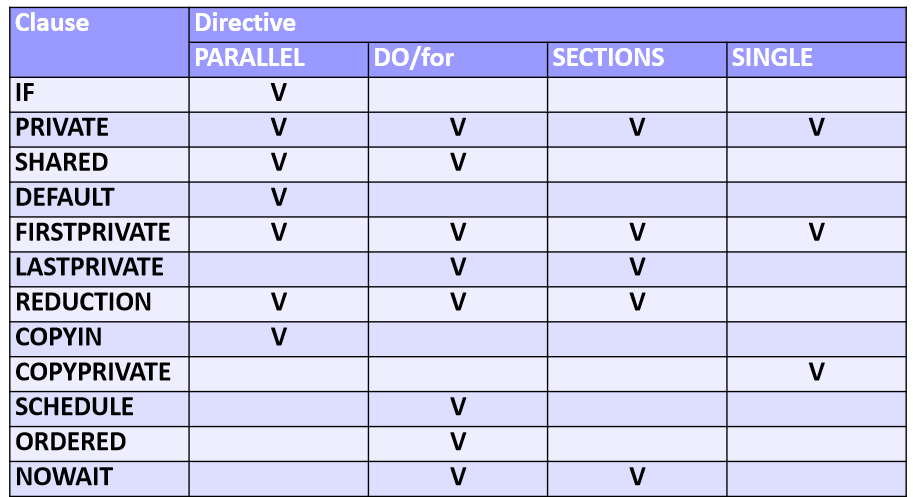 Clause Directive
PARALLEL DO/for SECTIONS SINGLE
IF V
PRIVATE V V V V
SHARED V V
DEFAULT V
FIRSTPRIVATE V V V V
LASTPRIVATE V V
REDUCTION V V V
COPYIN V
COPYPRIVATE V
SCHEDULE V
ORDERED V
NOWAIT V V